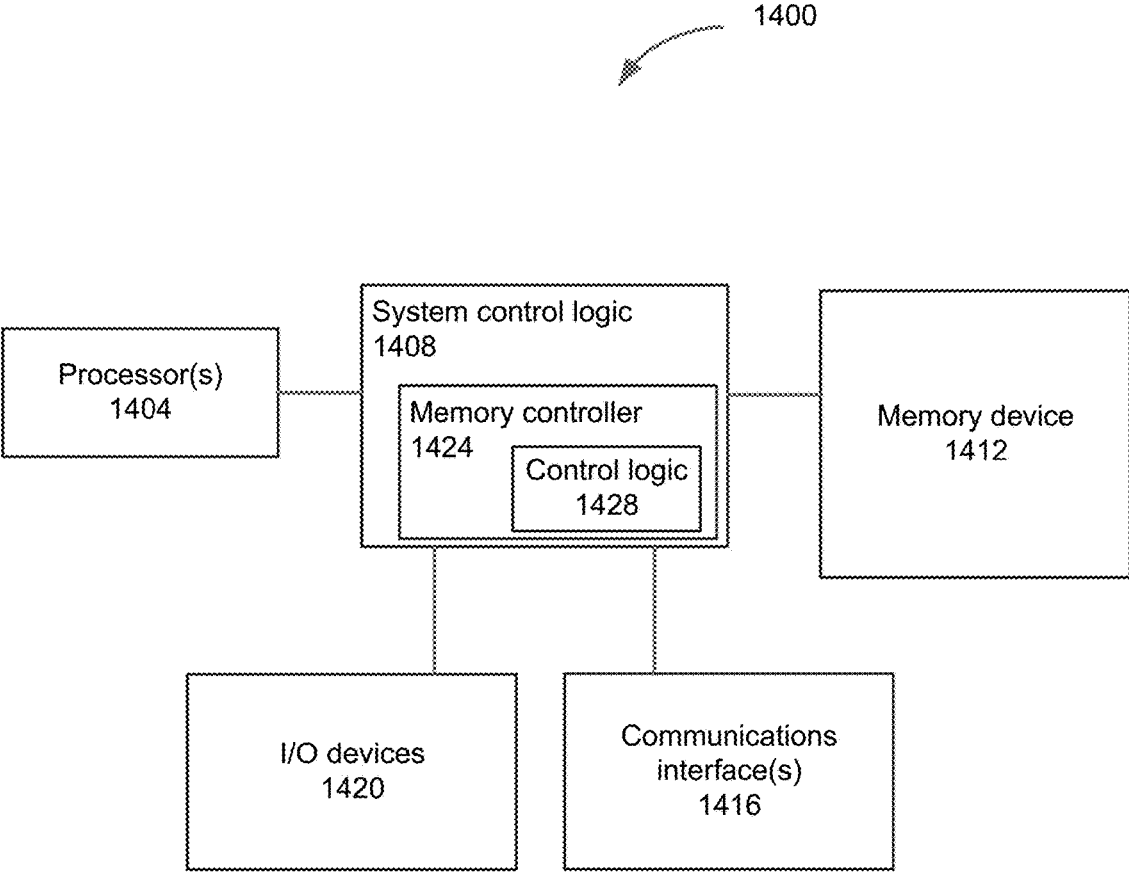 1400
System control logic
1408
Processor(s)
1404
Memory controller
1424
Control logic
1428
Memory device
1412
I/O devices
1420
Communications
interface(s)
1416